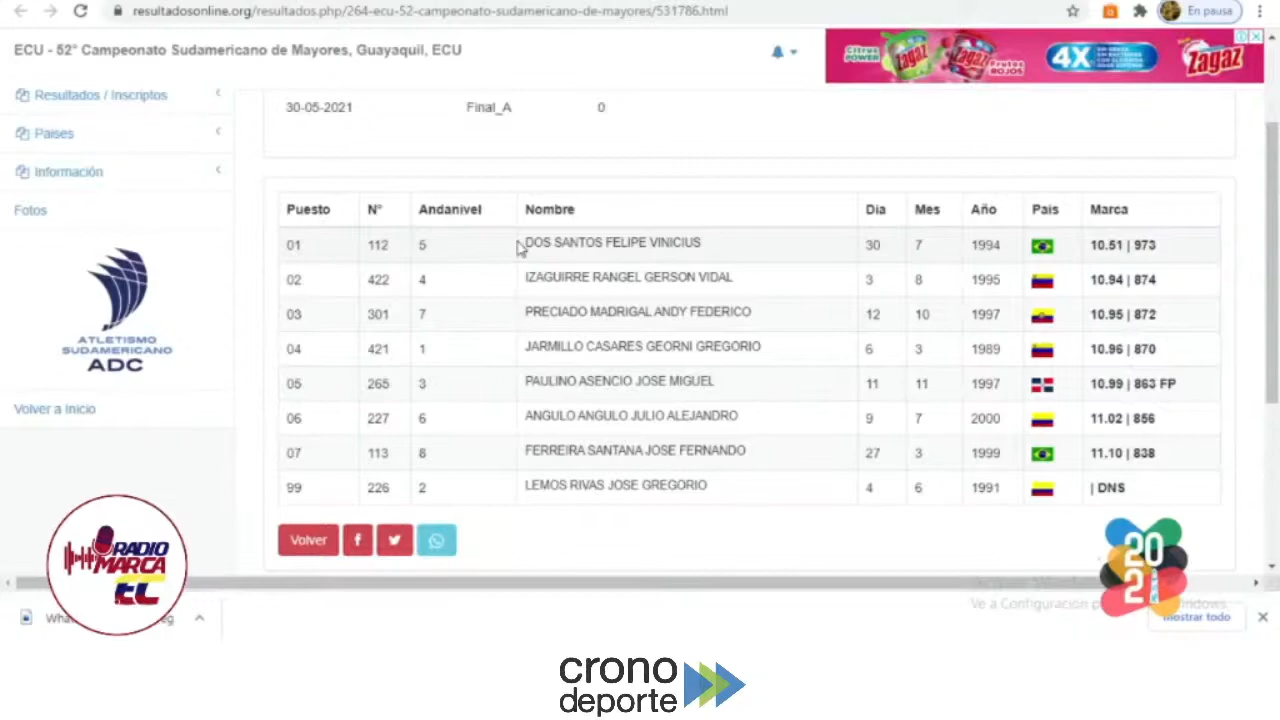 resultadosonline.org/resultados.php/264-ecu-52-campeonato-sudamericano-de-mayores/531786.html
En pausa
ECU - 52° Campeonato Sudamericano de Mayores, Guayaquil, ECU
Citrus POWER Zagaz Zagaz Frutos ROJOS 4X Zagaz
Resultados / Inscriptos
30-05-2021 Final_A 0
Paises
Información
Fotos
Puesto N° Andanivel Nombre Dia Mes Año Pais Marca
01 112 5 DOS SANTOS FELIPE VINICIUS 30 7 1994 10.51 | 973
02 422 4 IZAGUIRRE RANGEL GERSON VIDAL 3 8 1995 10.94 | 874
03 301 7 PRECIADO MADRIGAL ANDY FEDERICO 12 10 1997 10.95 | 872
04 421 1 JARMILLO CASARES GEORNI GREGORIO 6 3 1989 10.96 | 870
05 265 3 PAULINO ASENCIO JOSE MIGUEL 11 11 1997 10.99 | 863 FP
06 227 6 ANGULO ANGULO JULIO ALEJANDRO 9 7 2000 11.02 | 856
07 113 8 FERREIRA SANTANA JOSE FERNANDO 27 3 1999 11.10 | 838
99 226 2 LEMOS RIVAS JOSE GREGORIO 4 6 1991 | DNS
ATLETISMO
SUDAMERICANO
ADC
Volver a Inicio
Volver
RADIO
MARCA
EC
2021
Ve a Configuración
Mostrar todo
crono
deporte